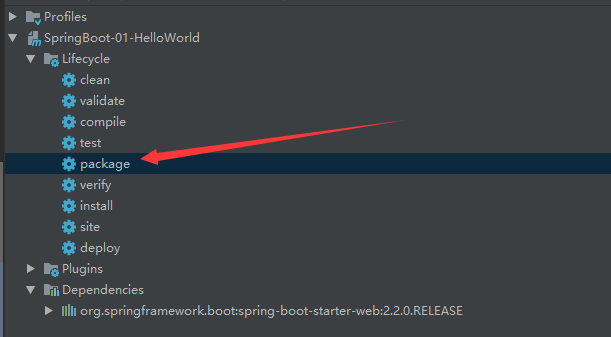 Profiles
SpringBoot-01-HelloWorld
Lifecycle
clean
validate
compile
test
package
verify
install
site
deploy
Plugins
Dependencies
org.springframework.boot:spring-boot-starter-web:2.2.0.RELEASE